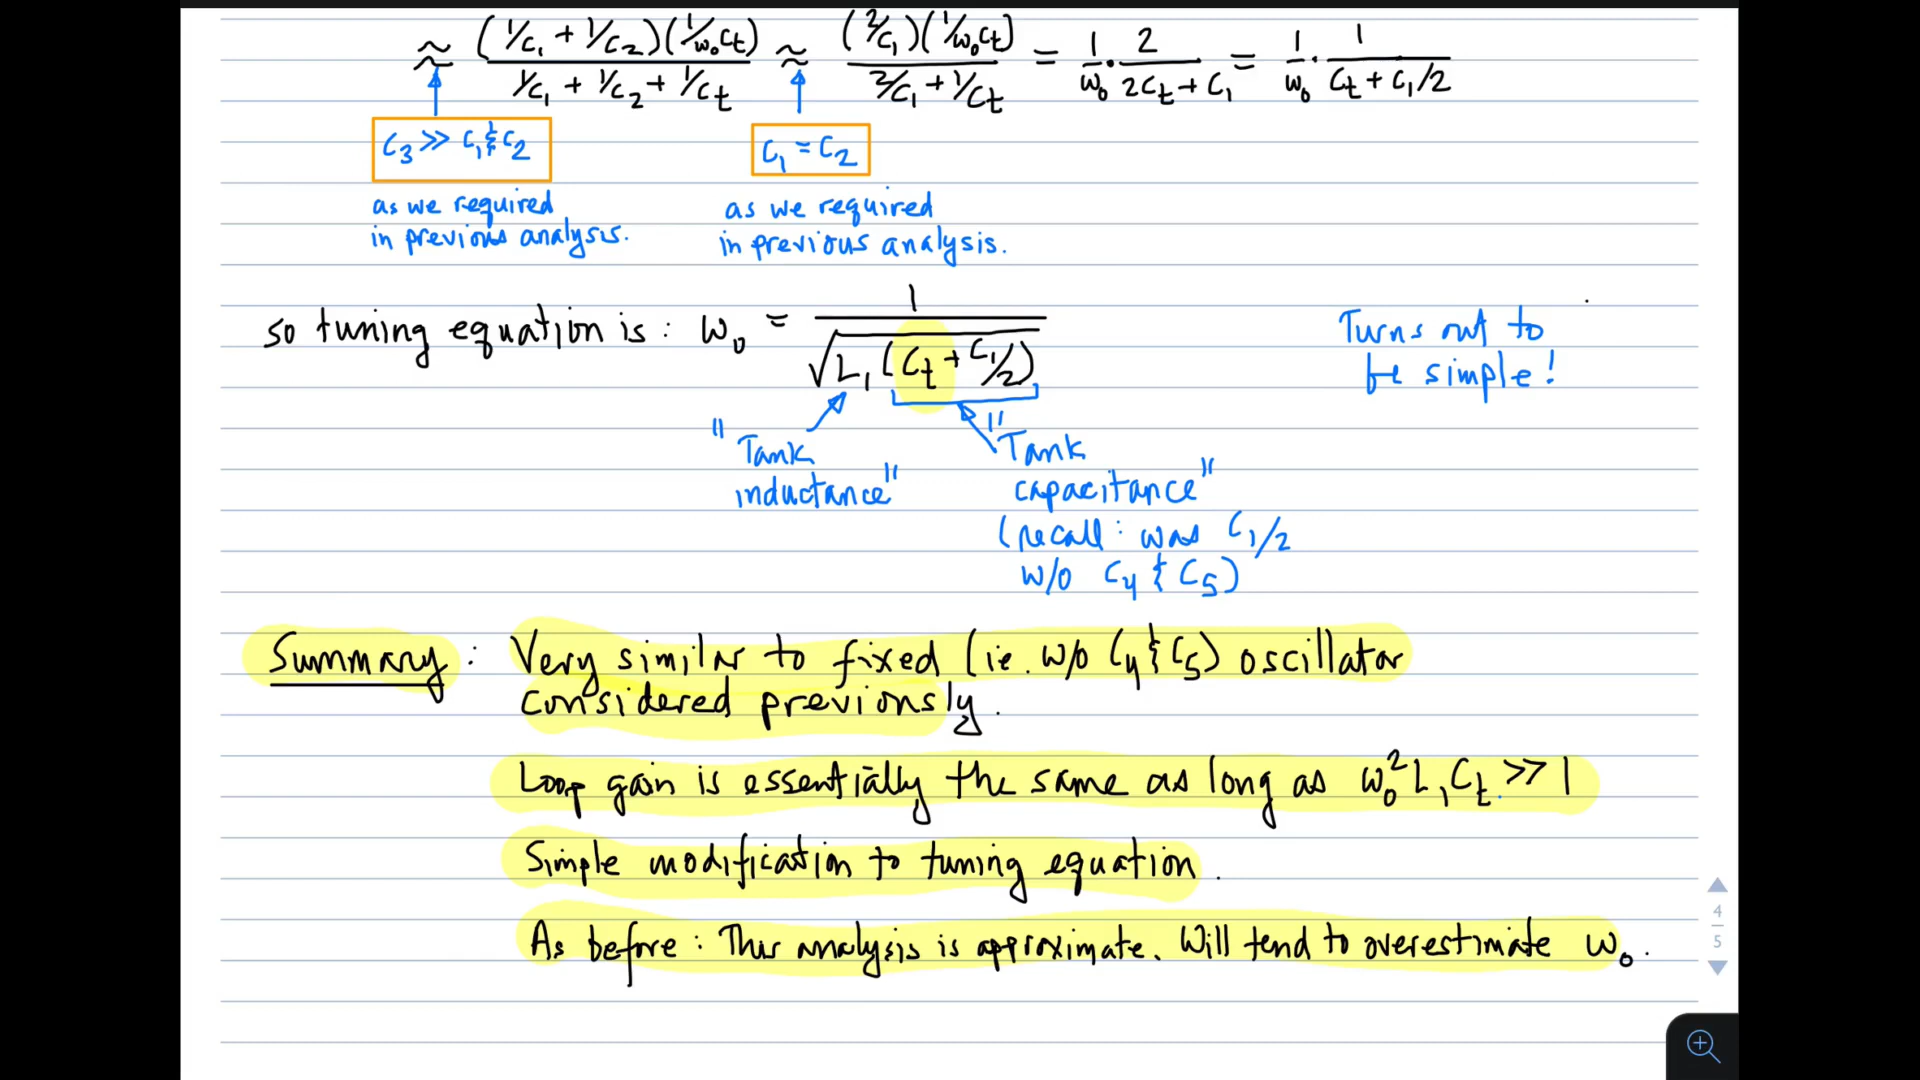 ≈ (1/C₁ + 1/C₂)(1/ω₀Ct) / (1/C₁ + 1/C₂ + 1/Ct) ≈ (2/C₁)(1/ω₀Ct) / (2/C₁ + 1/Ct) = 1/ω₀ · 2/(2Ct + C₁) = 1/ω₀ · 1/(Ct + C₁/2)
C₃ >> C₁ & C₂
C₁ = C₂
as we required
in previous analysis.
as we required
in previous analysis.
so tuning equation is: ω₀ = 1/√(L₁(Ct + C₁/2))
Turns out to
be simple!
"Tank
inductance"
"Tank
capacitance"
(recall: was C₁/2
w/o C₄ & C₅)
Summary: Very similar to fixed (ie. w/o C₄ & C₅) oscillator
considered previously.
Loop gain is essentially the same as long as ω₀²L₁Ct >> 1
Simple modification to tuning equation.
As before: This analysis is approximate. Will tend to overestimate ω₀.
4
5